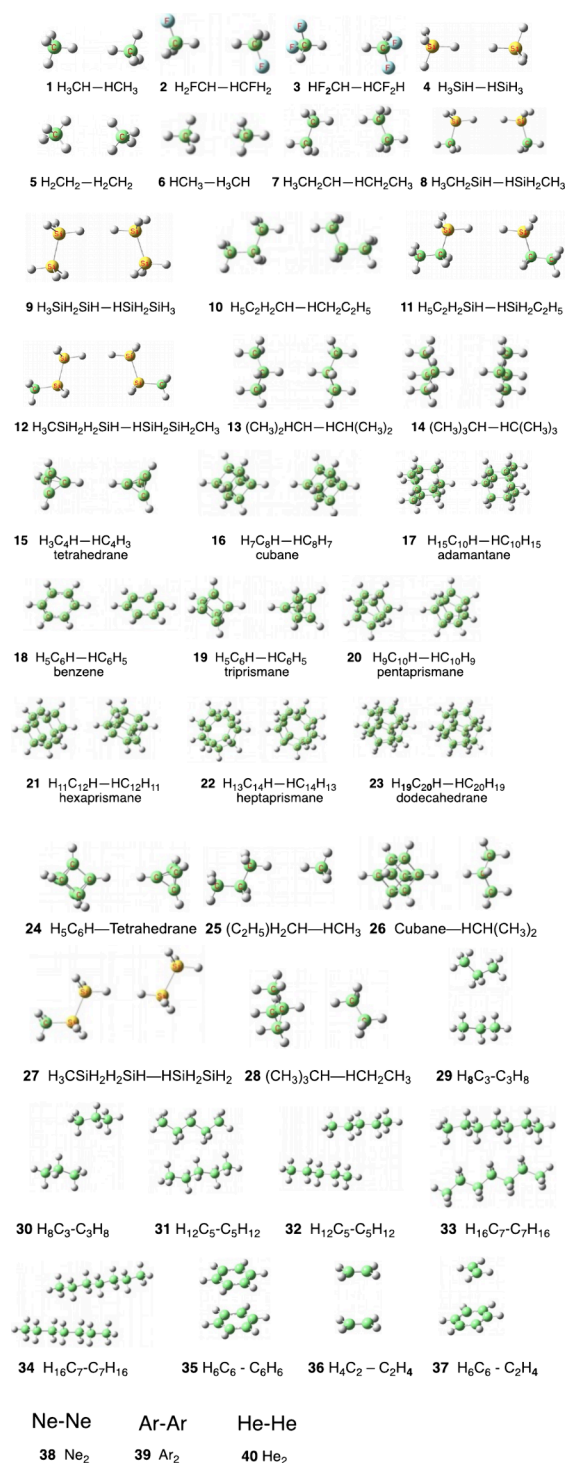 1 H₃CH—HCH₃ 2 H₂FCH—HCFH₂ 3 HF₂CH—HCF₂H 4 H₃SiH—HSiH₃
5 H₂CH₂—H₂CH₂ 6 HCH₃—H₃CH 7 H₃CH₂CH—HCH₂CH₃ 8 H₃CH₂SiH—HSiH₂CH₃
9 H₃SiH₂SiH—HSiH₂SiH₃ 10 H₅C₂H₂CH—HCH₂C₂H₅ 11 H₅C₂H₂SiH—HSiH₂C₂H₅
12 H₃CSiH₂H₂SiH—HSiH₂SiH₂CH₃ 13 (CH₃)₂HCH—HCH(CH₃)₂ 14 (CH₃)₃CH—HC(CH₃)₃
15 H₃C₄H—HC₄H₃ 16 H₇C₈H—HC₈H₇ 17 H₁₅C₁₀H—HC₁₀H₁₅
tetrahedrane cubane adamantane
18 H₅C₆H—HC₆H₅ 19 H₅C₆H—HC₆H₅ 20 H₉C₁₀H—HC₁₀H₉
benzene triprismane pentaprismane
21 H₁₁C₁₂H—HC₁₂H₁₁ 22 H₁₃C₁₄H—HC₁₄H₁₃ 23 H₁₉C₂₀H—HC₂₀H₁₉
hexaprismane heptaprismane dodecahedrane
24 H₅C₆H—Tetrahedrane 25 (C₂H₅)H₂CH—HCH₃ 26 Cubane—HCH(CH₃)₂
27 H₃CSiH₂H₂SiH—HSiH₂SiH₂ 28 (CH₃)₃CH—HCH₂CH₃ 29 H₈C₃-C₃H₈
30 H₈C₃-C₃H₈ 31 H₁₂C₅-C₅H₁₂ 32 H₁₂C₅-C₅H₁₂ 33 H₁₆C₇-C₇H₁₆
34 H₁₆C₇-C₇H₁₆ 35 H₆C₆ - C₆H₆ 36 H₄C₂ – C₂H₄ 37 H₆C₆ - C₂H₄
Ne-Ne Ar-Ar He-He
38 Ne₂ 39 Ar₂ 40 He₂